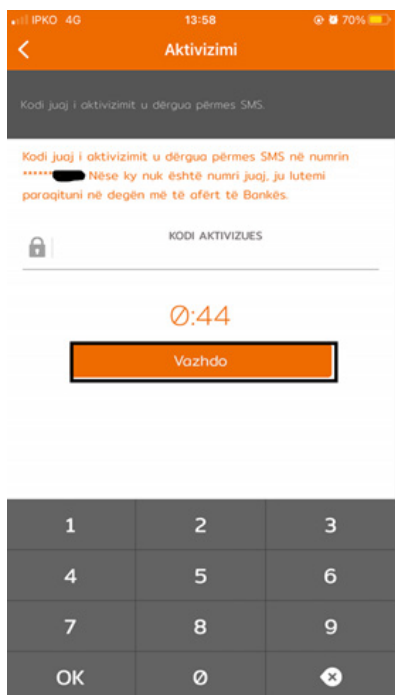 IPKO 4G 13:58 70%
Aktivizimi
Kodi juaj i aktivizimit u dërgua përmes SMS.
Kodi juaj i aktivizimit u dërgua përmes SMS në numrin
****** Nëse ky nuk është numri juaj, ju lutemi
paraqituni në degën më të afërt të Bankës.
KODI AKTIVIZUES
0:44
Vazhdo
1 2 3
4 5 6
7 8 9
OK 0